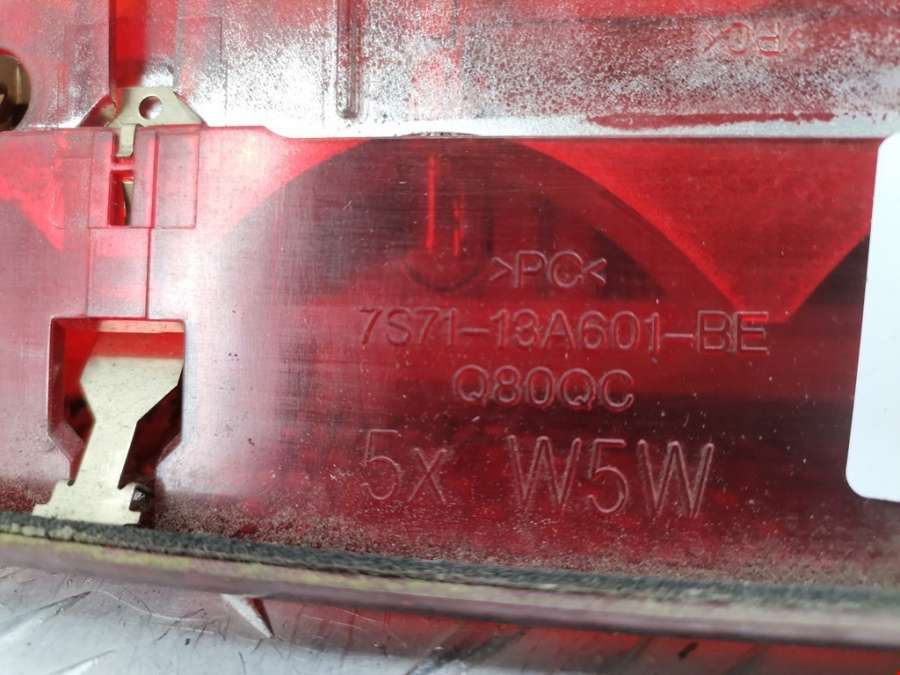 >PC<
>PC<
7S71-13A601-BE
Q80QC
5x W5W